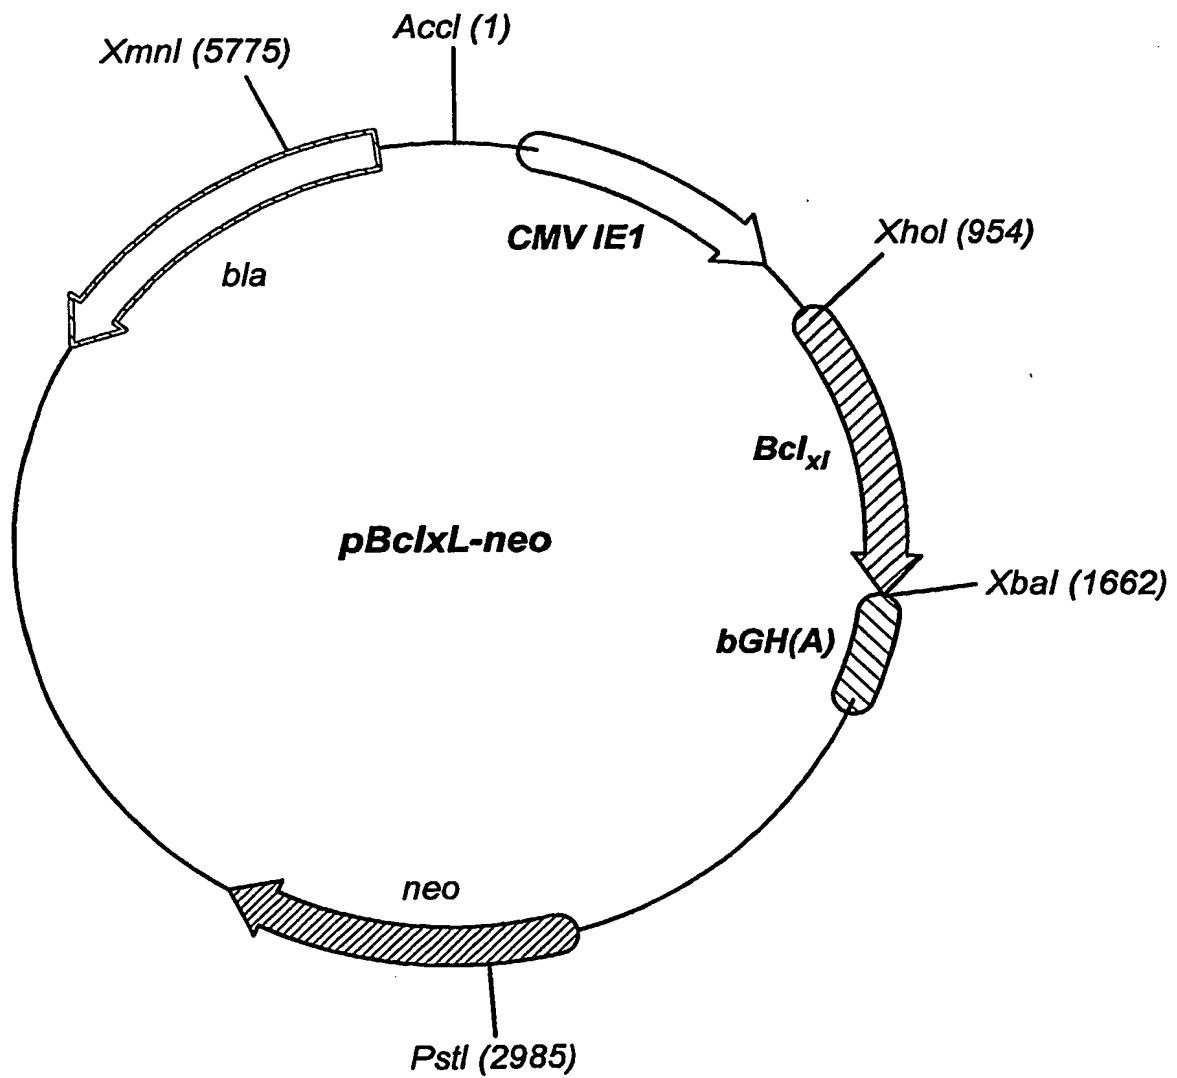 AccI (1)
XmnI (5775)
CMV IE1
XhoI (954)
bla
Bclxl
pBclxL-neo
XbaI (1662)
bGH(A)
neo
PstI (2985)